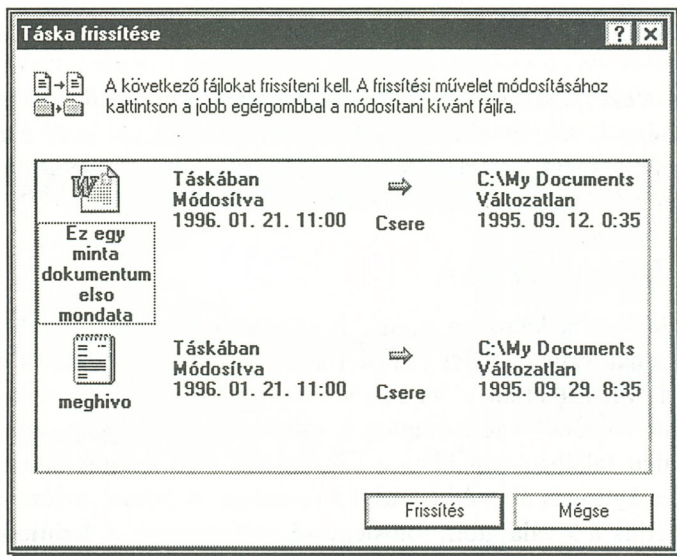 Táska frissítése
A következő fájlokat frissíteni kell. A frissítési művelet módosításához
kattintson a jobb egérgombbal a módosítani kívánt fájlra.
Táskában
Módosítva
1996. 01. 21. 11:00
Csere
C:\My Documents
Változatlan
1995. 09. 12. 0:35
Ez egy
minta
dokumentum
elso
mondata
Táskában
Módosítva
1996. 01. 21. 11:00
Csere
C:\My Documents
Változatlan
1995. 09. 29. 8:35
meghivo
Frissítés
Mégse